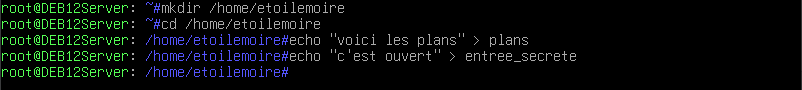 root@DEB12Server: ~#mkdir /home/etoilemoire
root@DEB12Server: ~#cd /home/etoilemoire
root@DEB12Server: /home/etoilemoire#echo "voici les plans" > plans
root@DEB12Server: /home/etoilemoire#echo "c'est ouvert" > entree_secrete
root@DEB12Server: /home/etoilemoire#